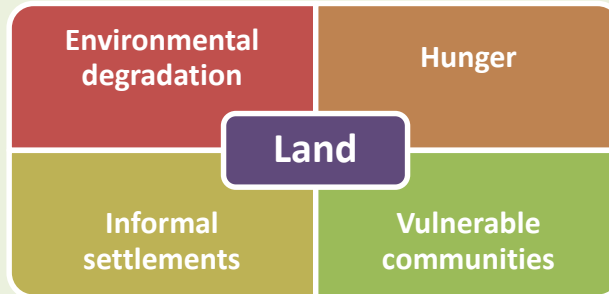 Environmental
degradation
Hunger
Land
Informal
settlements
Vulnerable
communities